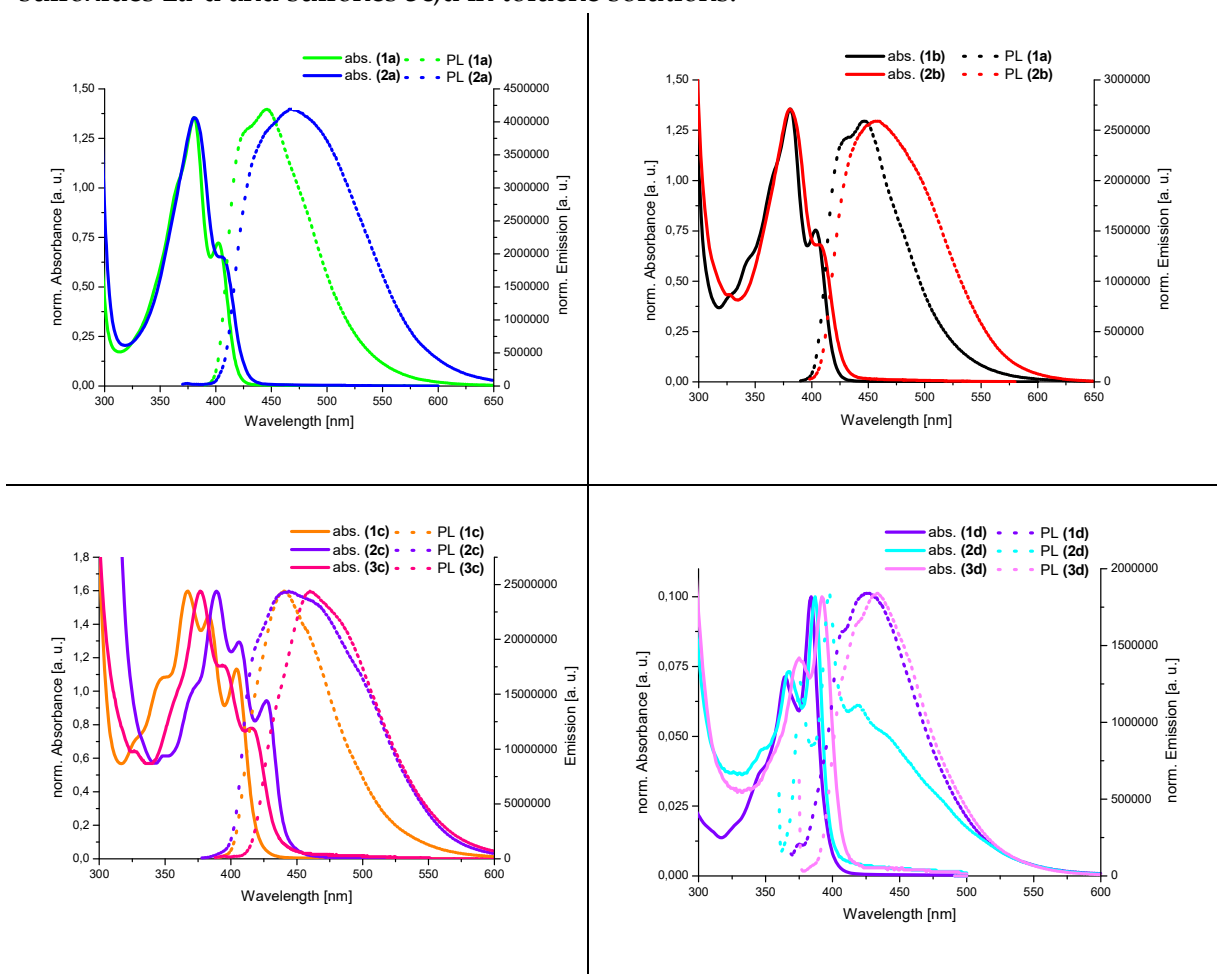 sulfoxides 2a-d and sulfones 3c,d in toluene solutions.
abs. (1a) PL (1a)
abs. (2a) PL (2a)
1,50
1,25
1,00
0,75
0,50
0,25
0,00
norm. Absorbance [a. u.]
4500000
4000000
3500000
3000000
2500000
2000000
1500000
1000000
500000
0
norm. Emission [a. u.]
300 350 400 450 500 550 600 650
Wavelength [nm]
abs. (1b) PL (1a)
abs. (2b) PL (2b)
1,50
1,25
1,00
0,75
0,50
0,25
0,00
norm. Absorbance [a. u.]
3000000
2500000
2000000
1500000
1000000
500000
0
norm. Emission [a. u.]
300 350 400 450 500 550 600 650
Wavelength [nm]
abs. (1c) PL (1c)
abs. (2c) PL (2c)
abs. (3c) PL (3c)
1,8
1,6
1,4
1,2
1,0
0,8
0,6
0,4
0,2
0,0
norm. Absorbance [a. u.]
25000000
20000000
15000000
10000000
5000000
0
Emission [a. u.]
300 350 400 450 500 550 600
Wavelength [nm]
abs. (1d) PL (1d)
abs. (2d) PL (2d)
abs. (3d) PL (3d)
0,100
0,075
0,050
0,025
0,000
norm. Absorbance [a. u.]
2000000
1500000
1000000
500000
0
norm. Emission [a. u.]
300 350 400 450 500 550 600
Wavelength [nm]